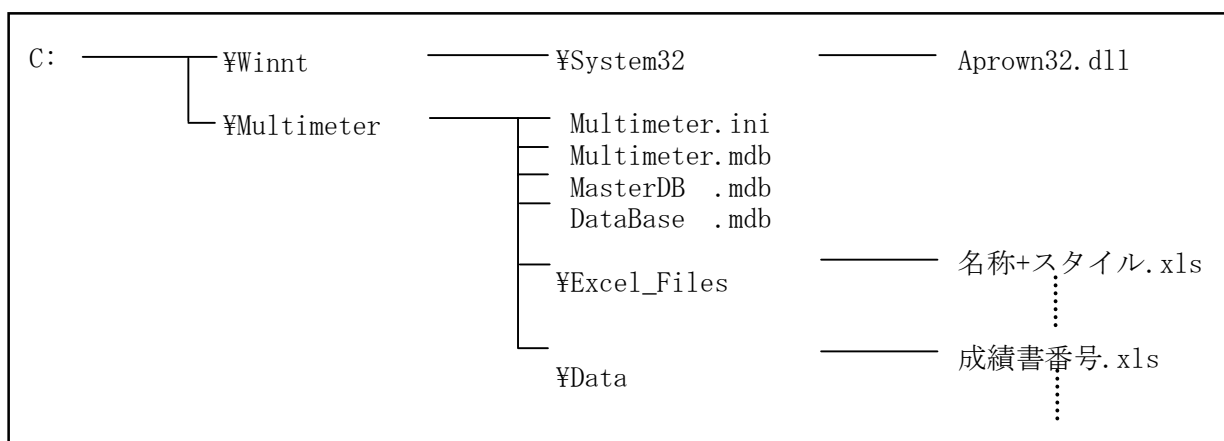 C: ¥Winnt ¥System32 Aprown32.dll
¥Multimeter
Multimeter.ini
Multimeter.mdb
MasterDB .mdb
DataBase .mdb
¥Excel_Files 名称+スタイル.xls
¥Data 成績書番号.xls